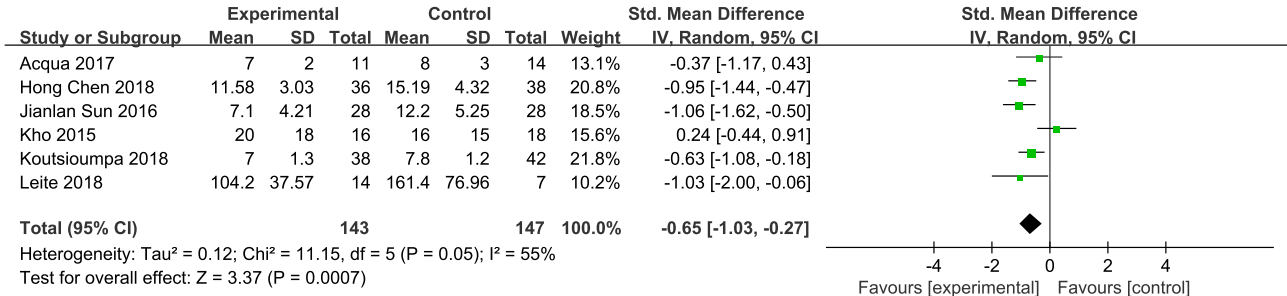 Experimental Control Std. Mean Difference Std. Mean Difference
Study or Subgroup Mean SD Total Mean SD Total Weight IV, Random, 95% CI IV, Random, 95% CI
Acqua 2017 7 2 11 8 3 14 13.1% -0.37 [-1.17, 0.43]
Hong Chen 2018 11.58 3.03 36 15.19 4.32 38 20.8% -0.95 [-1.44, -0.47]
Jianlan Sun 2016 7.1 4.21 28 12.2 5.25 28 18.5% -1.06 [-1.62, -0.50]
Kho 2015 20 18 16 16 15 18 15.6% 0.24 [-0.44, 0.91]
Koutsioumpa 2018 7 1.3 38 7.8 1.2 42 21.8% -0.63 [-1.08, -0.18]
Leite 2018 104.2 37.57 14 161.4 76.96 7 10.2% -1.03 [-2.00, -0.06]
Total (95% CI) 143 147 100.0% -0.65 [-1.03, -0.27]
Heterogeneity: Tau² = 0.12; Chi² = 11.15, df = 5 (P = 0.05); I² = 55%
Test for overall effect: Z = 3.37 (P = 0.0007)
-4 -2 0 2 4
Favours [experimental] Favours [control]